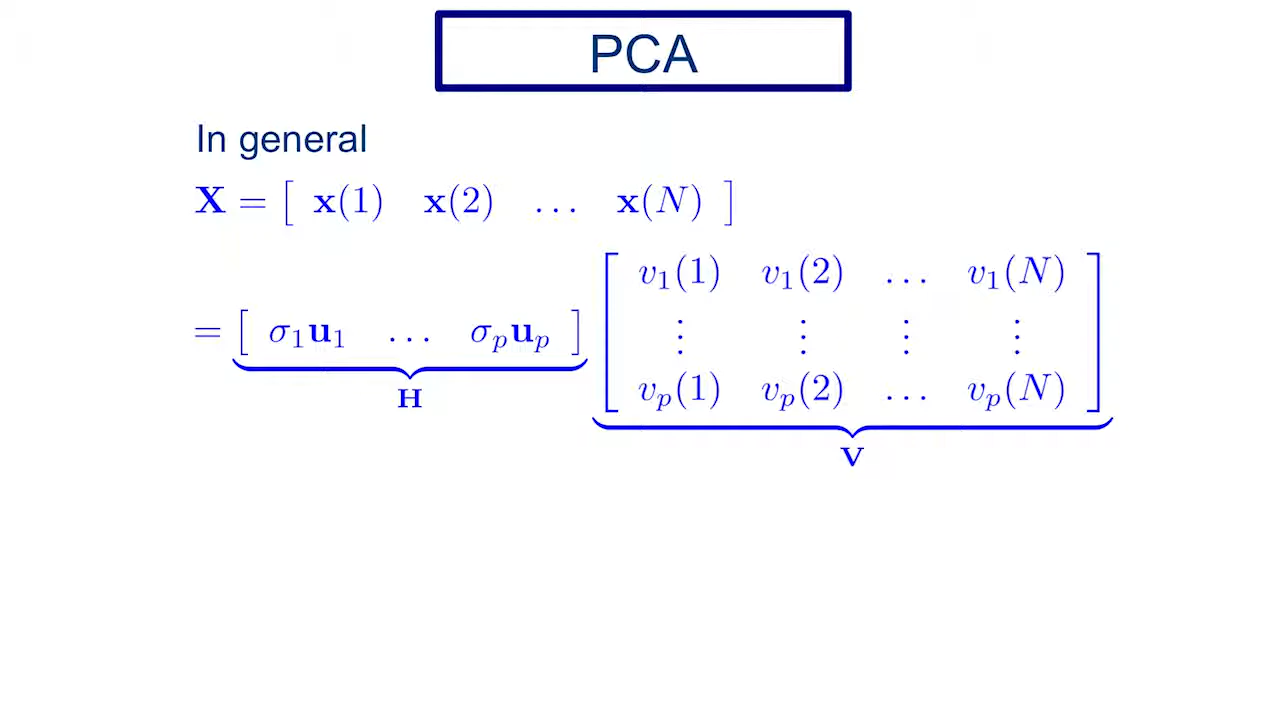 PCA
In general
X = [ x(1) x(2) … x(N) ]
= [ σ₁u₁ … σₚuₚ ] [ v₁(1) v₁(2) … v₁(N)
⋮ ⋮ ⋮ ⋮
vₚ(1) vₚ(2) … vₚ(N) ]
H
V